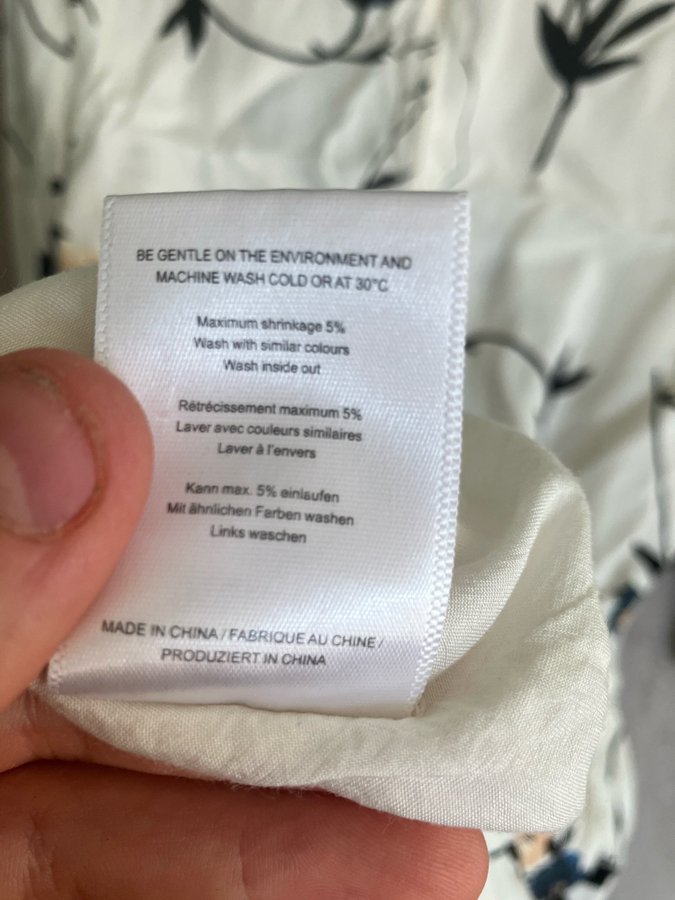 BE GENTLE ON THE ENVIRONMENT AND
MACHINE WASH COLD OR AT 30°C
Maximum shrinkage 5%
Wash with similar colours
Wash inside out
Rétrécissement maximum 5%
Laver avec couleurs similaires
Laver à l'envers
Kann max. 5% einlaufen
Mit ähnlichen Farben washen
Links waschen
MADE IN CHINA / FABRIQUE AU CHINE /
PRODUZIERT IN CHINA